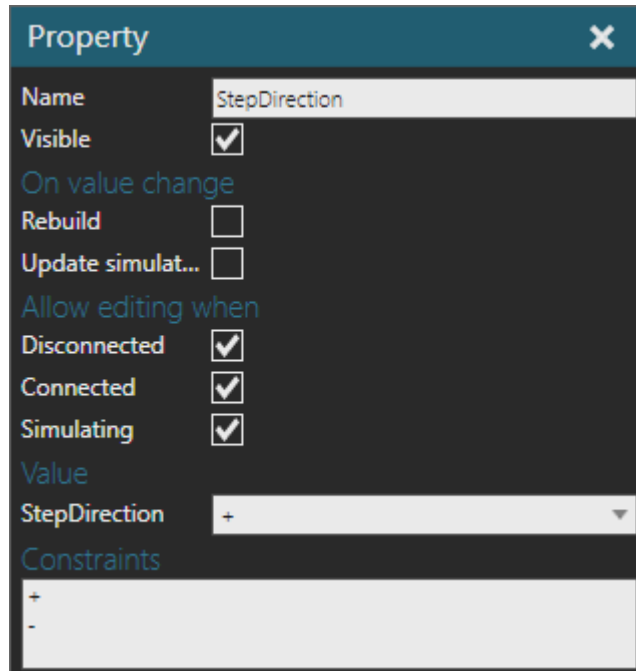 Property
Name StepDirection
Visible
On value change
Rebuild
Update simulat...
Allow editing when
Disconnected
Connected
Simulating
Value
StepDirection +
Constraints
+
-